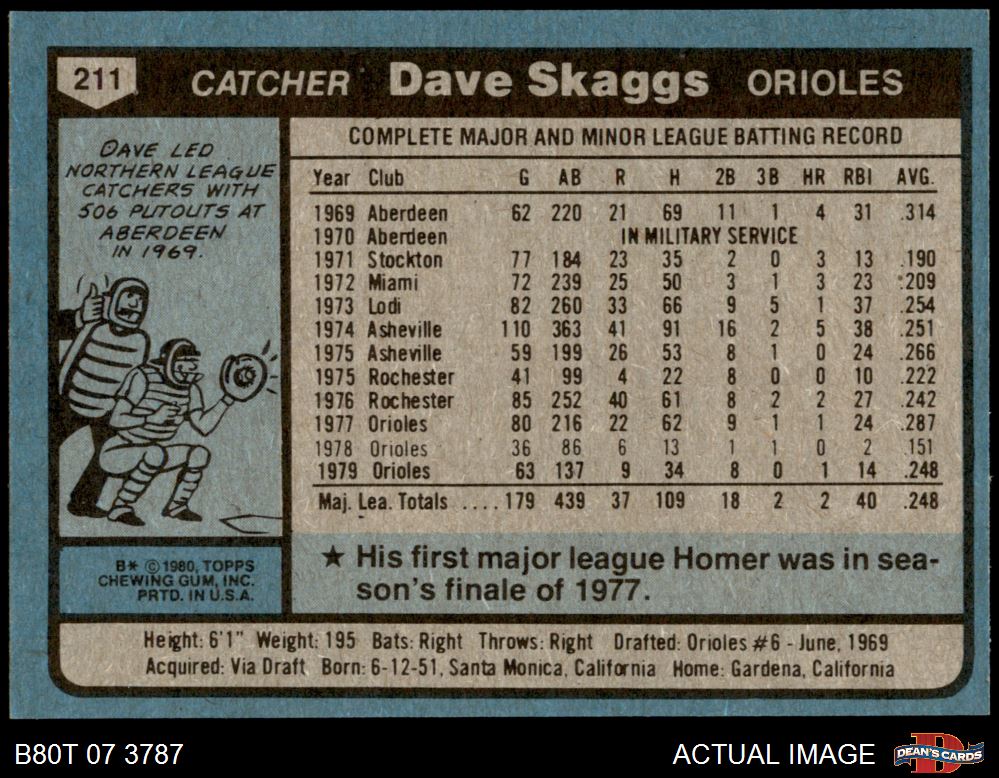 211 CATCHER Dave Skaggs ORIOLES
DAVE LED
NORTHERN LEAGUE
CATCHERS WITH
506 PUTOUTS AT
ABERDEEN
IN 1969.
COMPLETE MAJOR AND MINOR LEAGUE BATTING RECORD
Year Club G AB R H 2B 3B HR RBI AVG.
1969 Aberdeen 62 220 21 69 11 1 4 31 .314
1970 Aberdeen IN MILITARY SERVICE
1971 Stockton 77 184 23 35 2 0 3 13 .190
1972 Miami 72 239 25 50 3 1 3 23 .209
1973 Lodi 82 260 33 66 9 5 1 37 .254
1974 Asheville 110 363 41 91 16 2 5 38 .251
1975 Asheville 59 199 26 53 8 1 0 24 .266
1975 Rochester 41 99 4 22 8 0 0 10 .222
1976 Rochester 85 252 40 61 8 2 2 27 .242
1977 Orioles 80 216 22 62 9 1 1 24 .287
1978 Orioles 36 86 6 13 1 1 0 2 .151
1979 Orioles 63 137 9 34 8 0 1 14 .248
Maj. Lea. Totals ....179 439 37 109 18 2 2 40 .248
★ His first major league Homer was in sea-
son's finale of 1977.
B* © 1980, TOPPS
CHEWING GUM, INC.
PRTD. IN U.S.A.
Height: 6'1" Weight: 195 Bats: Right Throws: Right Drafted: Orioles #6 - June, 1969
Acquired: Via Draft Born: 6-12-51, Santa Monica, California Home: Gardena, California
B80T 07 3787 ACTUAL IMAGE DEAN'S CARDS